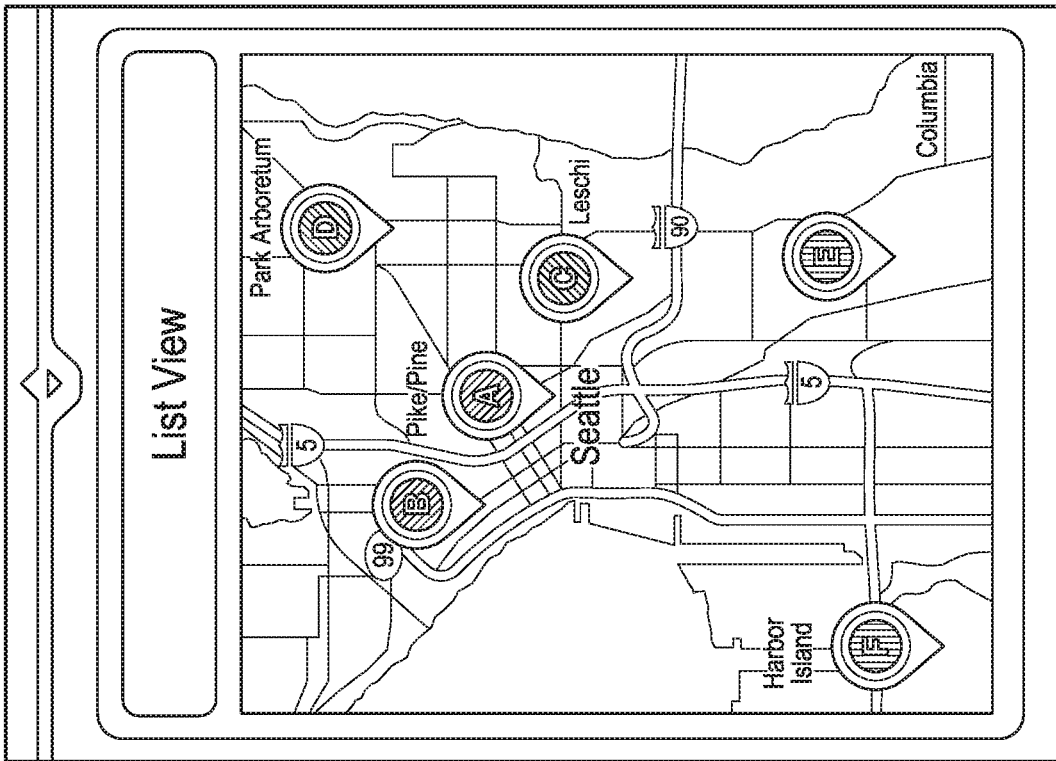 List View
Park Arboretum
D
5
Pike/Pine
99
B
A
Leschi
C
Seattle
90
Columbia
E
5
Harbor
Island
F